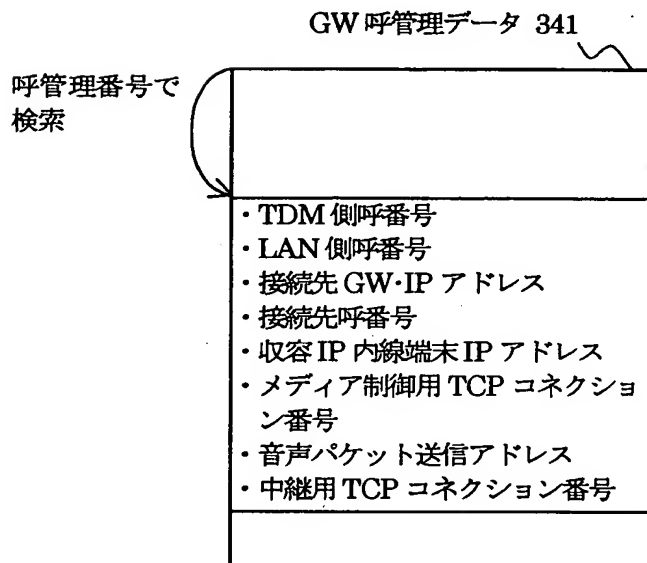 GW 呼管理データ 341
呼管理番号で
検索
・TDM 側呼番号
・LAN 側呼番号
・接続先 GW·IP アドレス
・接続先呼番号
・収容 IP 内線端末 IP アドレス
・メディア制御用 TCP コネクショ
ン番号
・音声パケット送信アドレス
・中継用 TCP コネクション番号